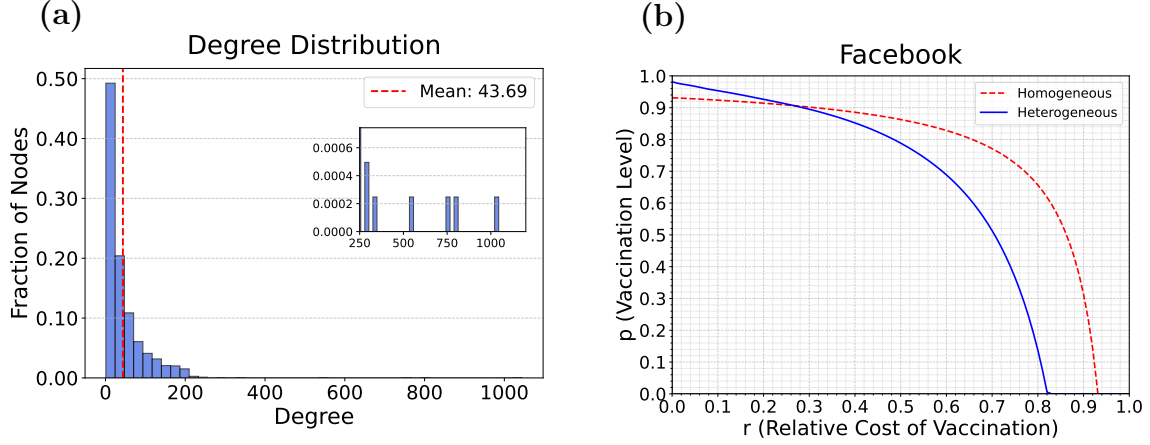 (a)
Degree Distribution
Fraction of Nodes
0.50
0.40
0.30
0.20
0.10
0.00
0 200 400 600 800 1000
Degree
Mean: 43.69
0.0006
0.0004
0.0002
0.0000
250 500 750 1000
(b)
Facebook
p (Vaccination Level)
1.0
0.9
0.8
0.7
0.6
0.5
0.4
0.3
0.2
0.1
0.0
0.0 0.1 0.2 0.3 0.4 0.5 0.6 0.7 0.8 0.9 1.0
r (Relative Cost of Vaccination)
Homogeneous
Heterogeneous